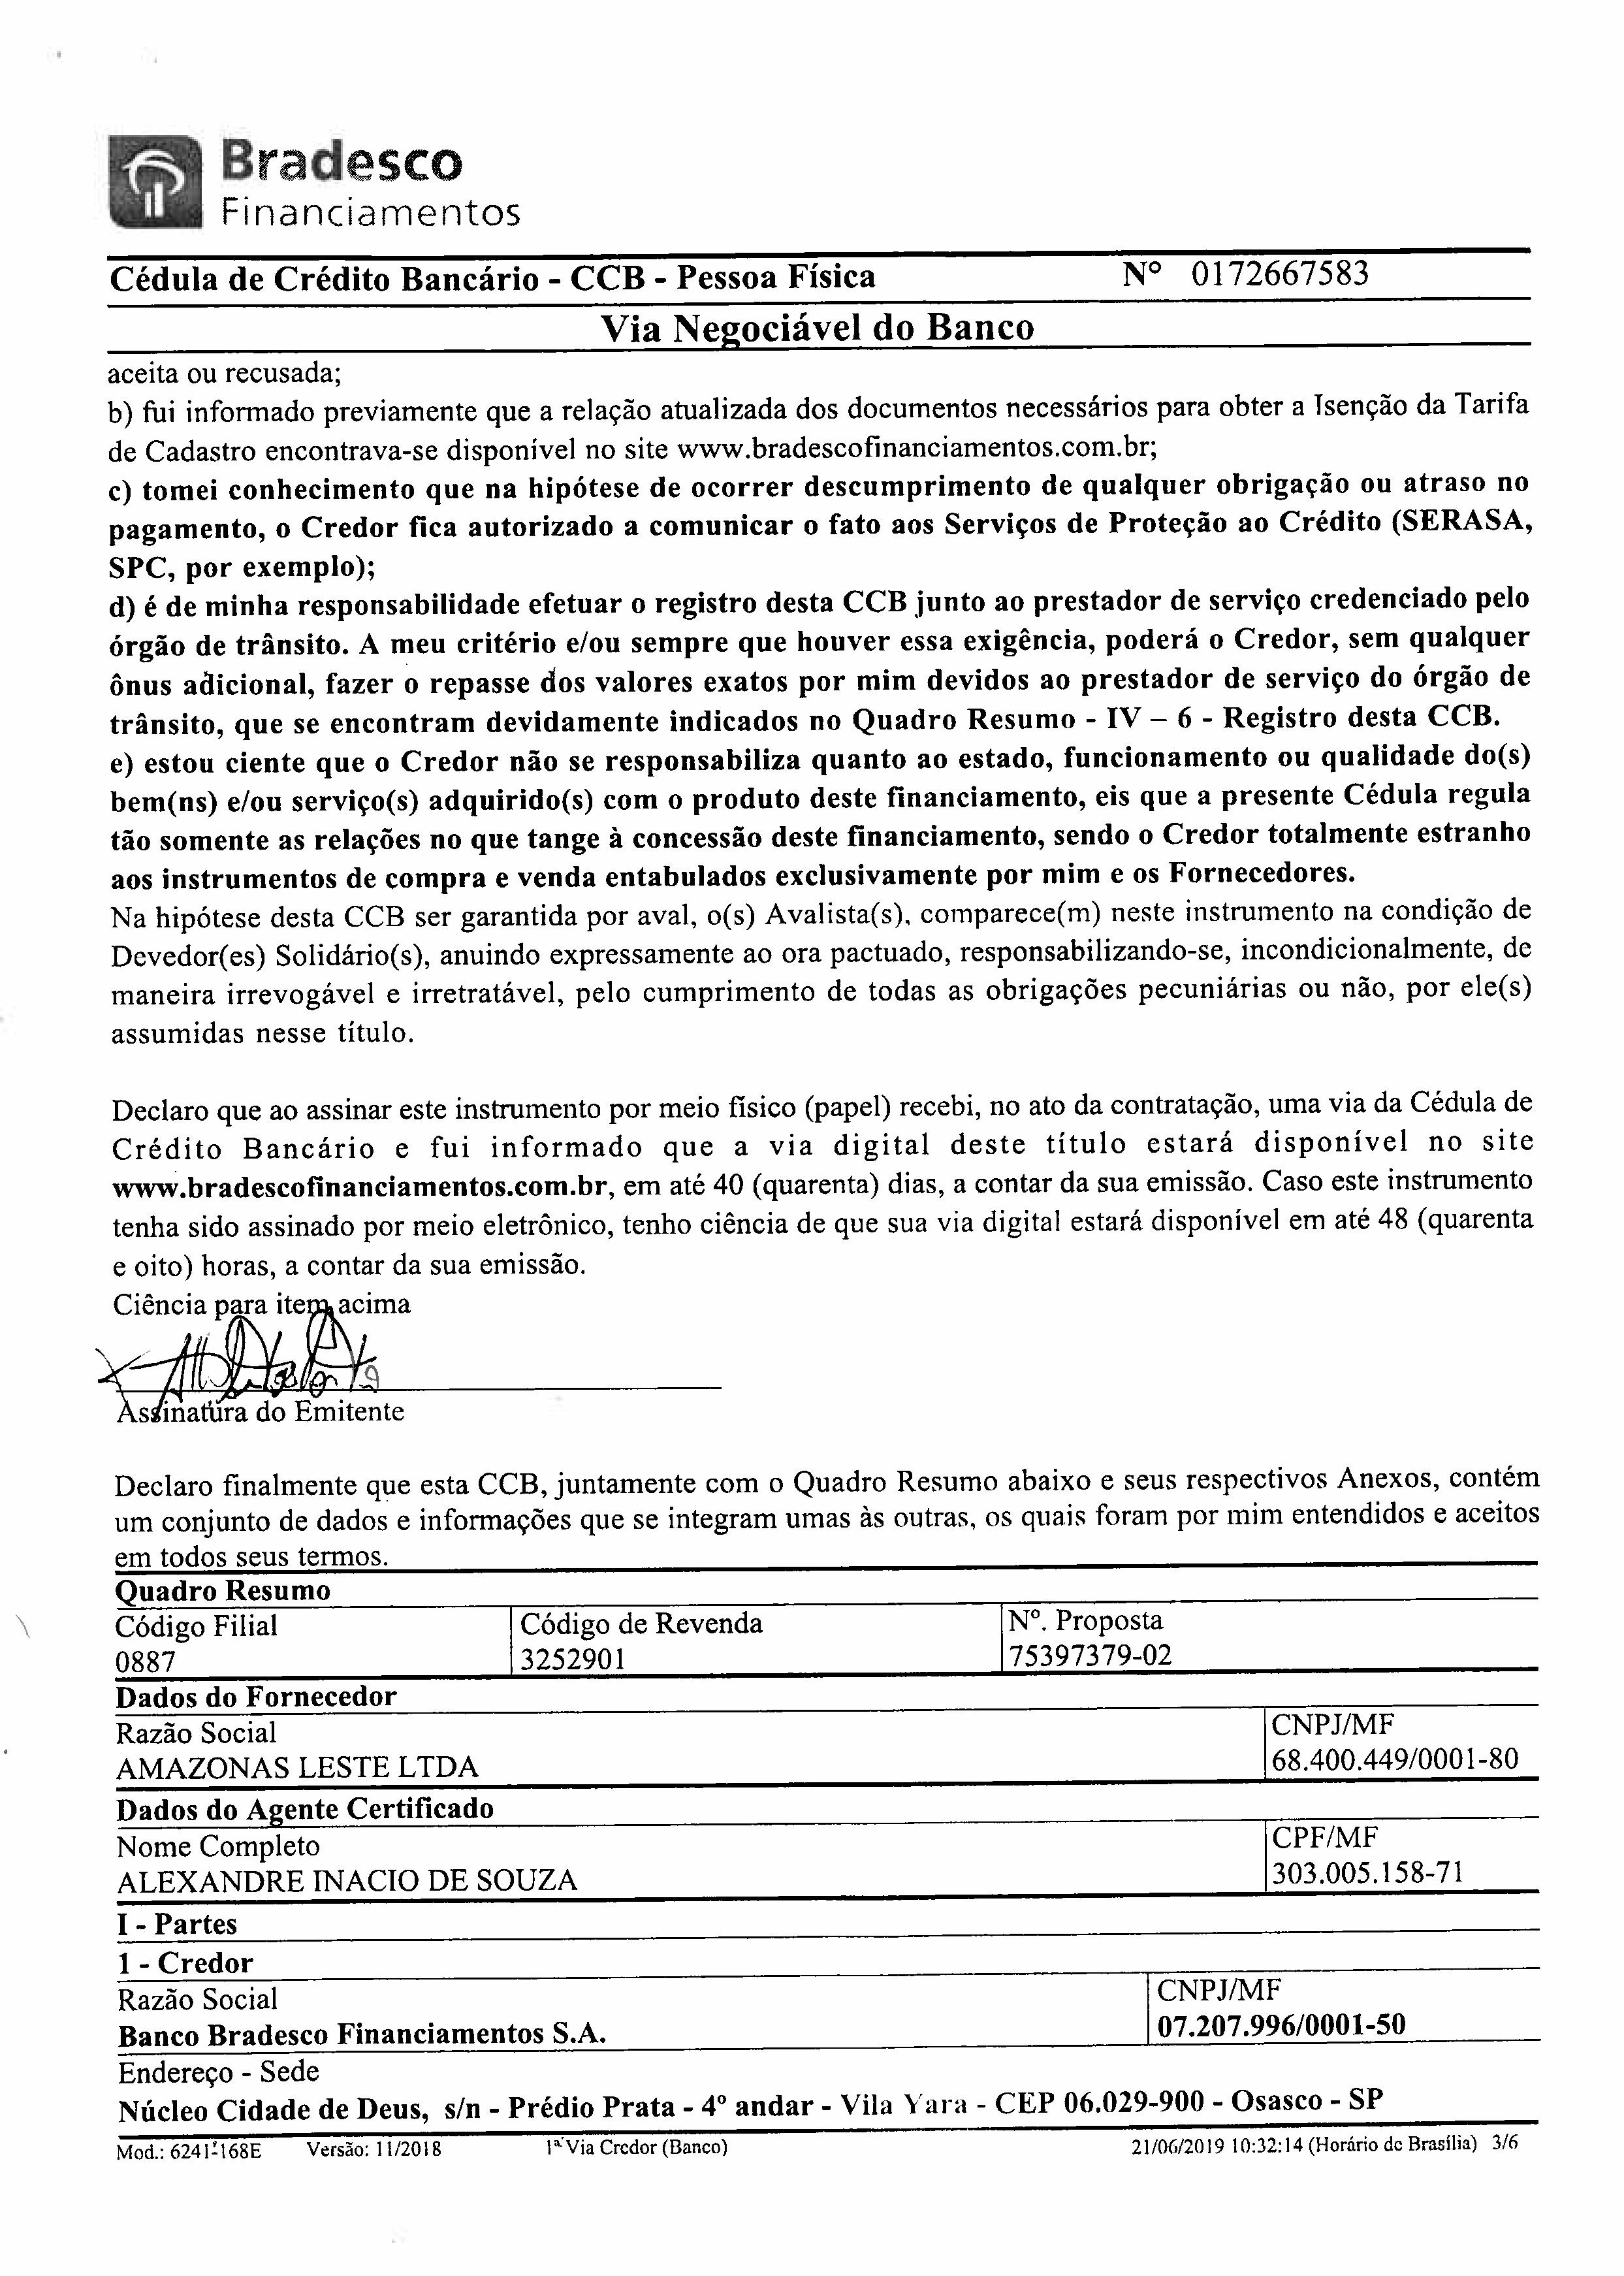 Bradesco
Financiamentos
Cédula de Crédito Bancário - CCB - Pessoa Física Nº 0172667583
Via Negociável do Banco
aceita ou recusada;
b) fui informado previamente que a relação atualizada dos documentos necessários para obter a Isenção da Tarifa
de Cadastro encontrava-se disponível no site www.bradescofinanciamentos.com.br;
c) tomei conhecimento que na hipótese de ocorrer descumprimento de qualquer obrigação ou atraso no
pagamento, o Credor fica autorizado a comunicar o fato aos Serviços de Proteção ao Crédito (SERASA,
SPC, por exemplo);
d) é de minha responsabilidade efetuar o registro desta CCB junto ao prestador de serviço credenciado pelo
órgão de trânsito. A meu critério e/ou sempre que houver essa exigência, poderá o Credor, sem qualquer
ônus adicional, fazer o repasse dos valores exatos por mim devidos ao prestador de serviço do órgão de
trânsito, que se encontram devidamente indicados no Quadro Resumo - IV – 6 - Registro desta CCB.
e) estou ciente que o Credor não se responsabiliza quanto ao estado, funcionamento ou qualidade do(s)
bem(ns) e/ou serviço(s) adquirido(s) com o produto deste financiamento, eis que a presente Cédula regula
tão somente as relações no que tange à concessão deste financiamento, sendo o Credor totalmente estranho
aos instrumentos de compra e venda entabulados exclusivamente por mim e os Fornecedores.
Na hipótese desta CCB ser garantida por aval, o(s) Avalista(s), comparece(m) neste instrumento na condição de
Devedor(es) Solidário(s), anuindo expressamente ao ora pactuado, responsabilizando-se, incondicionalmente, de
maneira irrevogável e irretratável, pelo cumprimento de todas as obrigações pecuniárias ou não, por ele(s)
assumidas nesse título.
Declaro que ao assinar este instrumento por meio físico (papel) recebi, no ato da contratação, uma via da Cédula de
Crédito Bancário e fui informado que a via digital deste título estará disponível no site
www.bradescofinanciamentos.com.br, em até 40 (quarenta) dias, a contar da sua emissão. Caso este instrumento
tenha sido assinado por meio eletrônico, tenho ciência de que sua via digital estará disponível em até 48 (quarenta
e oito) horas, a contar da sua emissão.
Ciência para item acima
Assinatura do Emitente
Declaro finalmente que esta CCB, juntamente com o Quadro Resumo abaixo e seus respectivos Anexos, contém
um conjunto de dados e informações que se integram umas às outras, os quais foram por mim entendidos e aceitos
em todos seus termos.
Quadro Resumo
Código Filial Código de Revenda Nº. Proposta
0887 3252901 75397379-02
Dados do Fornecedor
Razão Social CNPJ/MF
AMAZONAS LESTE LTDA 68.400.449/0001-80
Dados do Agente Certificado
Nome Completo CPF/MF
ALEXANDRE INACIO DE SOUZA 303.005.158-71
I - Partes
1 - Credor
Razão Social CNPJ/MF
Banco Bradesco Financiamentos S.A. 07.207.996/0001-50
Endereço - Sede
Núcleo Cidade de Deus, s/n - Prédio Prata - 4º andar - Vila Yara - CEP 06.029-900 - Osasco - SP
Mod.: 6241-168E Versão: 11/2018 1ª Via Credor (Banco) 21/06/2019 10:32:14 (Horário de Brasília) 3/6